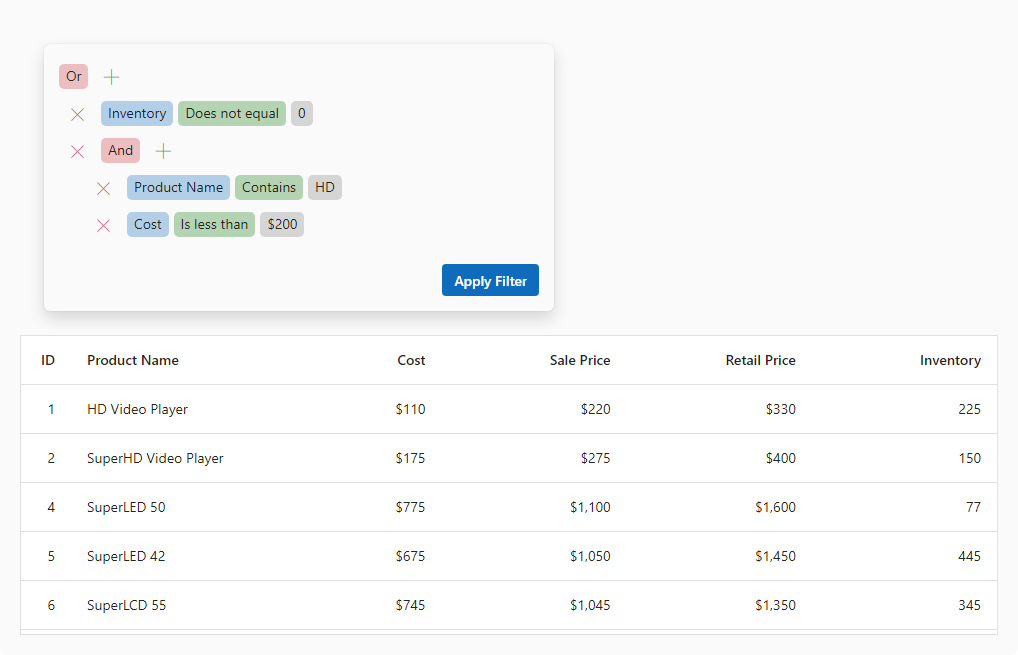 Or
Inventory Does not equal 0
And
Product Name Contains HD
Cost Is less than $200
Apply Filter
ID Product Name Cost Sale Price Retail Price Inventory
1 HD Video Player $110 $220 $330 225
2 SuperHD Video Player $175 $275 $400 150
4 SuperLED 50 $775 $1,100 $1,600 77
5 SuperLED 42 $675 $1,050 $1,450 445
6 SuperLCD 55 $745 $1,045 $1,350 345